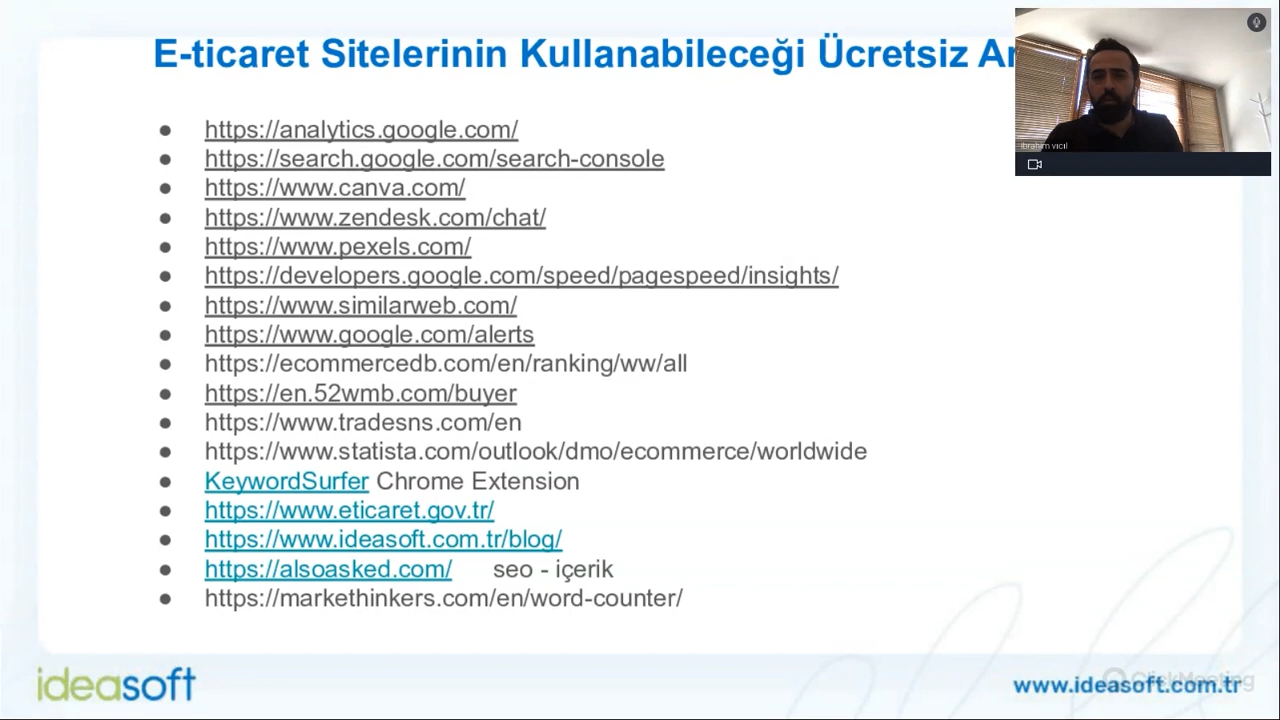 E-ticaret Sitelerinin Kullanabileceği Ücretsiz
ibrahim vıcıl
● https://analytics.google.com/
● https://search.google.com/search-console
● https://www.canva.com/
● https://www.zendesk.com/chat/
● https://www.pexels.com/
● https://developers.google.com/speed/pagespeed/insights/
● https://www.similarweb.com/
● https://www.google.com/alerts
● https://ecommercedb.com/en/ranking/ww/all
● https://en.52wmb.com/buyer
● https://www.tradesns.com/en
● https://www.statista.com/outlook/dmo/ecommerce/worldwide
● KeywordSurfer Chrome Extension
● https://www.eticaret.gov.tr/
● https://www.ideasoft.com.tr/blog/
● https://alsoasked.com/ seo - içerik
● https://markethinkers.com/en/word-counter/
ideasoft
www.ideasoft.com.tr
ClickMeeting